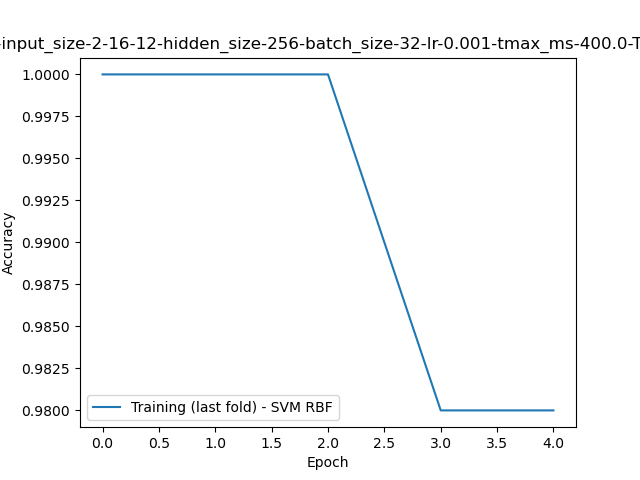 -input_size-2-16-12-hidden_size-256-batch_size-32-lr-0.001-tmax_ms-400.0-T
1.0000
0.9975
0.9950
0.9925
0.9900
0.9875
0.9850
0.9825
0.9800
Accuracy
Training (last fold) - SVM RBF
0.0 0.5 1.0 1.5 2.0 2.5 3.0 3.5 4.0
Epoch